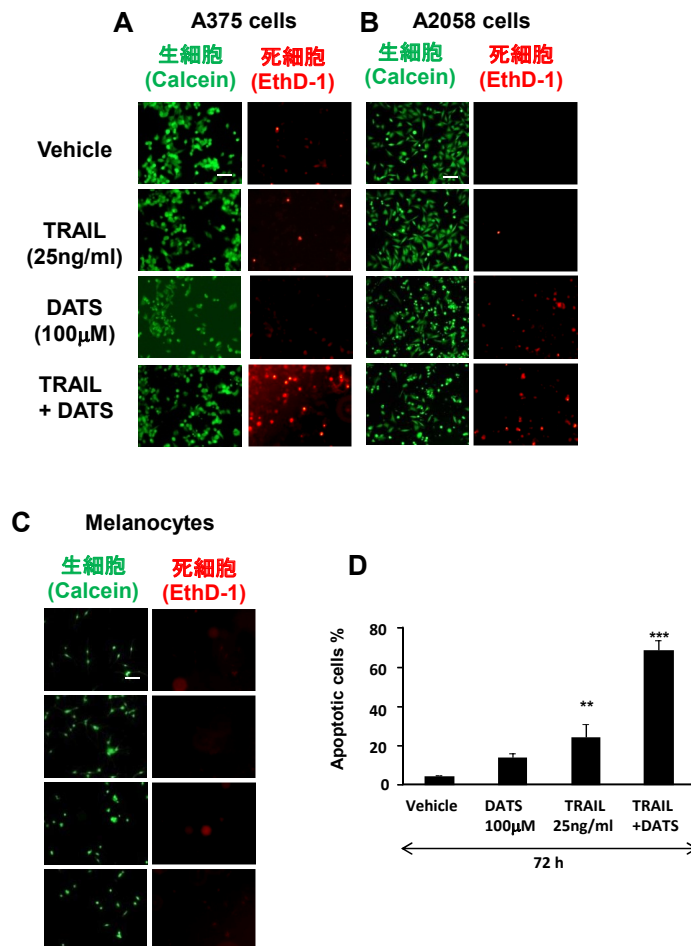 A A375 cells
B A2058 cells
生細胞 死細胞 生細胞 死細胞
(Calcein) (EthD-1) (Calcein) (EthD-1)
Vehicle
TRAIL
(25ng/ml)
DATS
(100μM)
TRAIL
+ DATS
C Melanocytes
生細胞 死細胞
(Calcein) (EthD-1)
D
Apoptotic cells %
80
60
40
20
0
**
***
Vehicle DATS TRAIL TRAIL
100μM 25ng/ml +DATS
72 h